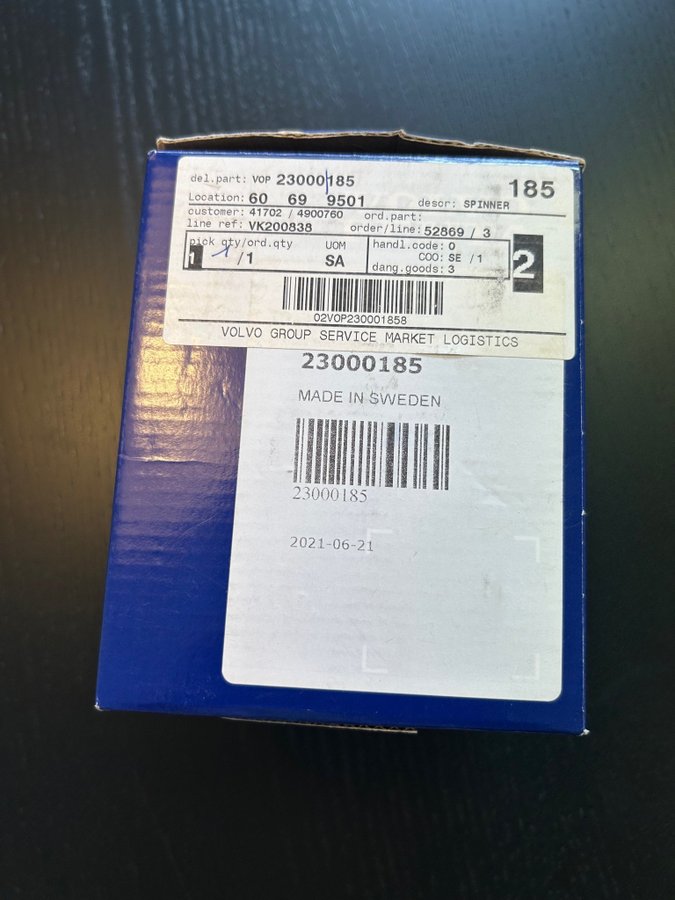 del.part: VOP 23000185 185
Location: 60 69 9501 descr: SPINNER
customer: 41702 / 4900760 ord.part:
line ref: VK200838 order/line: 52869 / 3
pick qty/ord.qty UOM handl.code: 0
1 1 /1 SA COO: SE /1 2
dang.goods: 3
02VOP230001858
VOLVO GROUP SERVICE MARKET LOGISTICS
23000185
MADE IN SWEDEN
23000185
2021-06-21